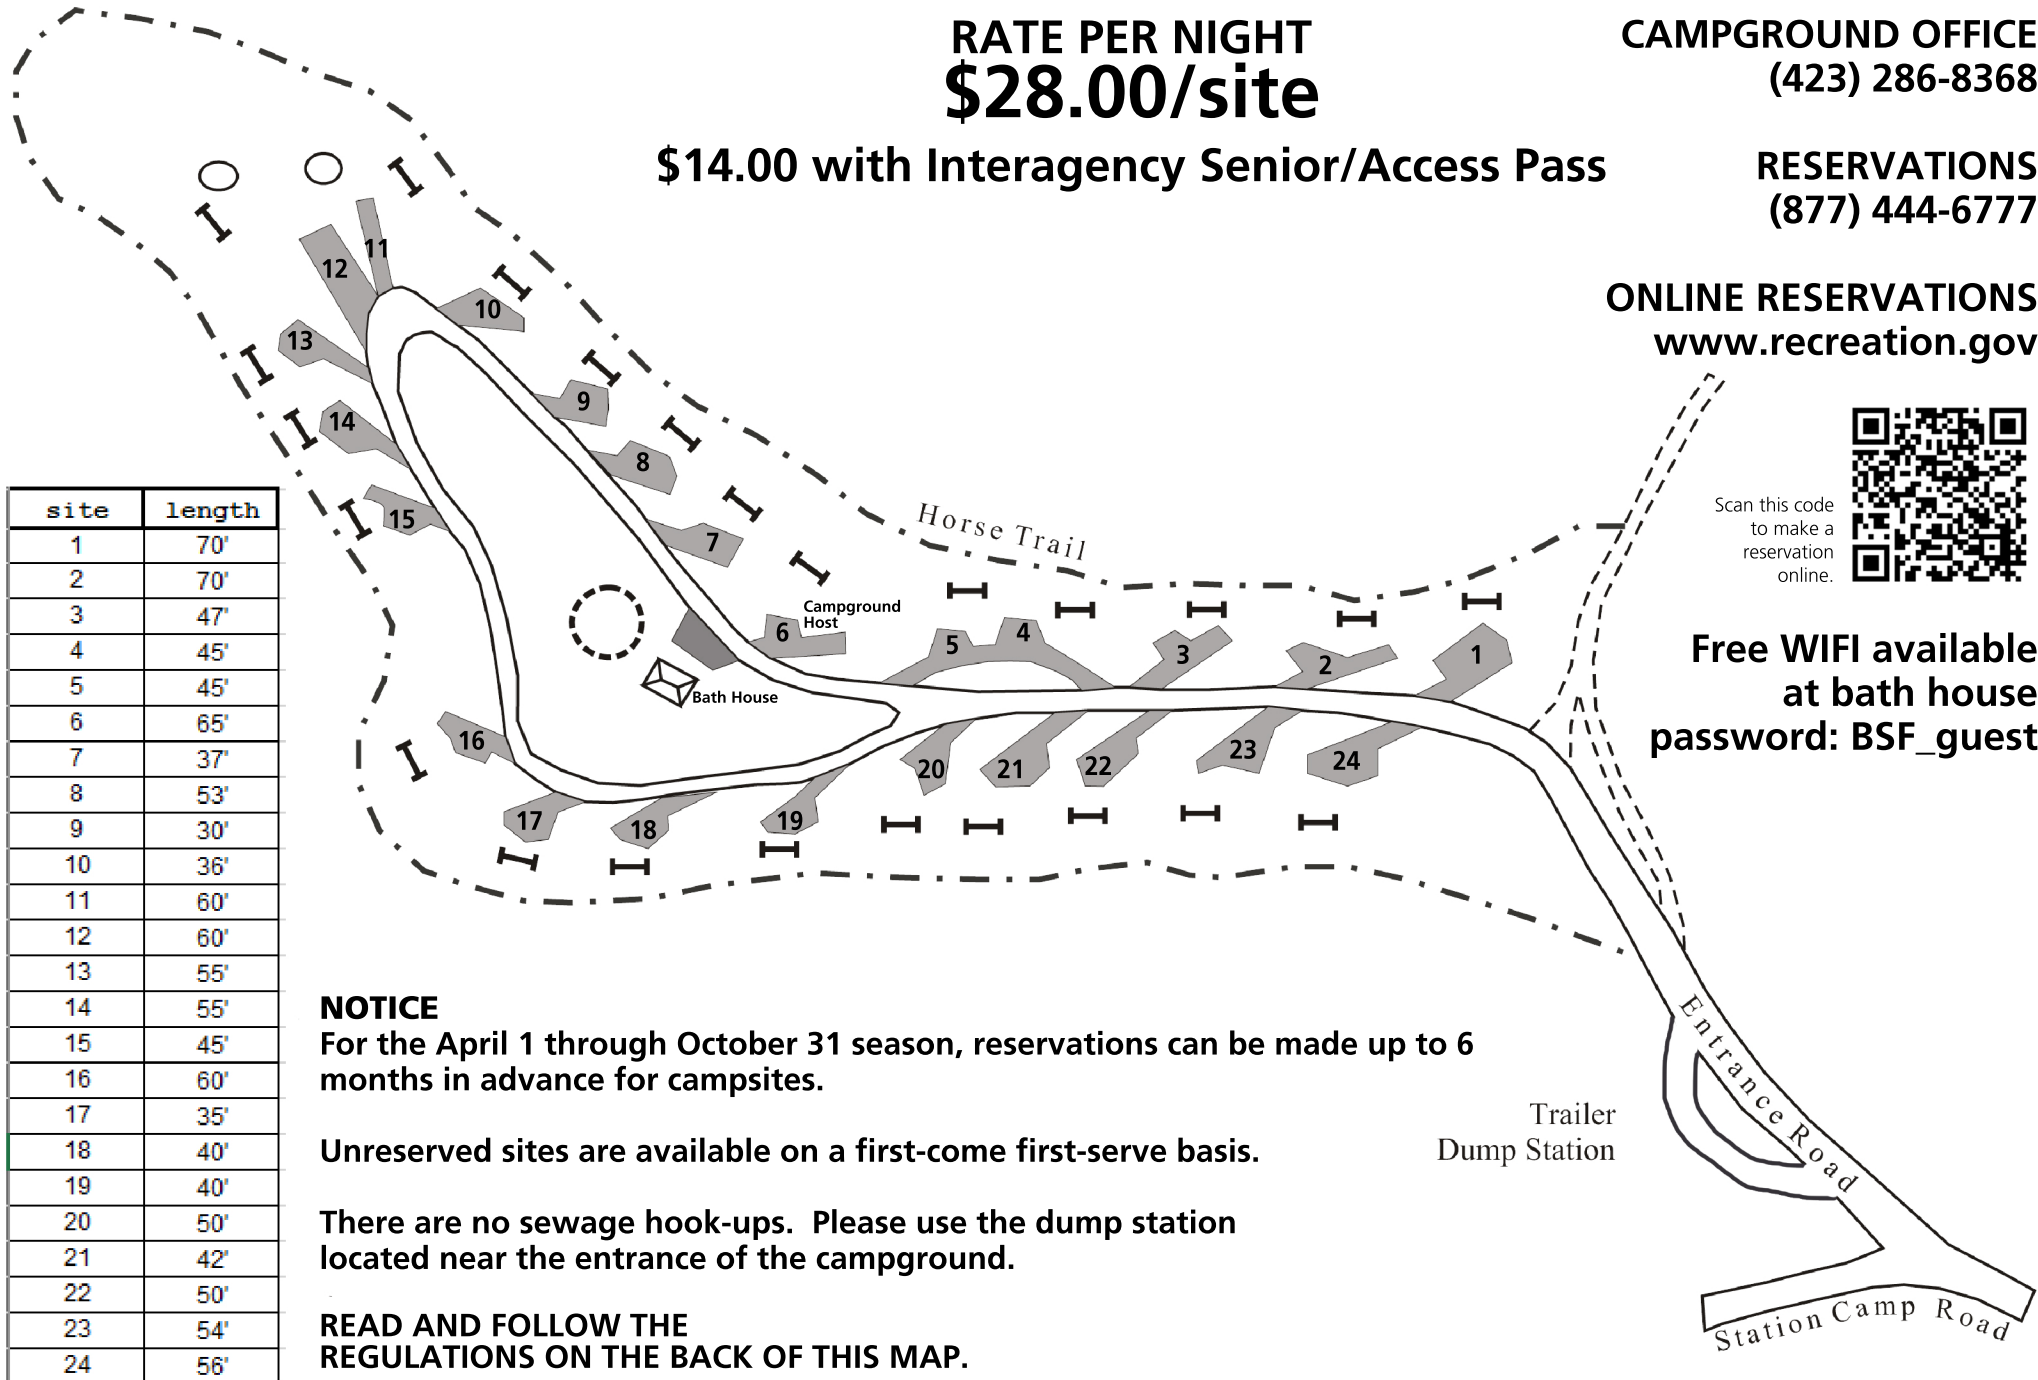 RATE PER NIGHT
$28.00/site
$14.00 with Interagency Senior/Access Pass
CAMPGROUND OFFICE
(423) 286-8368
RESERVATIONS
(877) 444-6777
ONLINE RESERVATIONS
www.recreation.gov
Scan this code
to make a
reservation
online.
Free WIFI available
at bath house
password: BSF_guest
Horse Trail
11
12
10
13
9
14
8
15
7
Campground
Host
6
5
4
3
2
1
Bath House
16
17
18
19
20
21
22
23
24
site length
1 70'
2 70'
3 47'
4 45'
5 45'
6 65'
7 37'
8 53'
9 30'
10 36'
11 60'
12 60'
13 55'
14 55'
15 45'
16 60'
17 35'
18 40'
19 40'
20 50'
21 42'
22 50'
23 54'
24 56'
NOTICE
For the April 1 through October 31 season, reservations can be made up to 6
months in advance for campsites.
Unreserved sites are available on a first-come first-serve basis.
There are no sewage hook-ups. Please use the dump station
located near the entrance of the campground.
READ AND FOLLOW THE
REGULATIONS ON THE BACK OF THIS MAP.
Trailer
Dump Station
Entrance Road
Station Camp Road